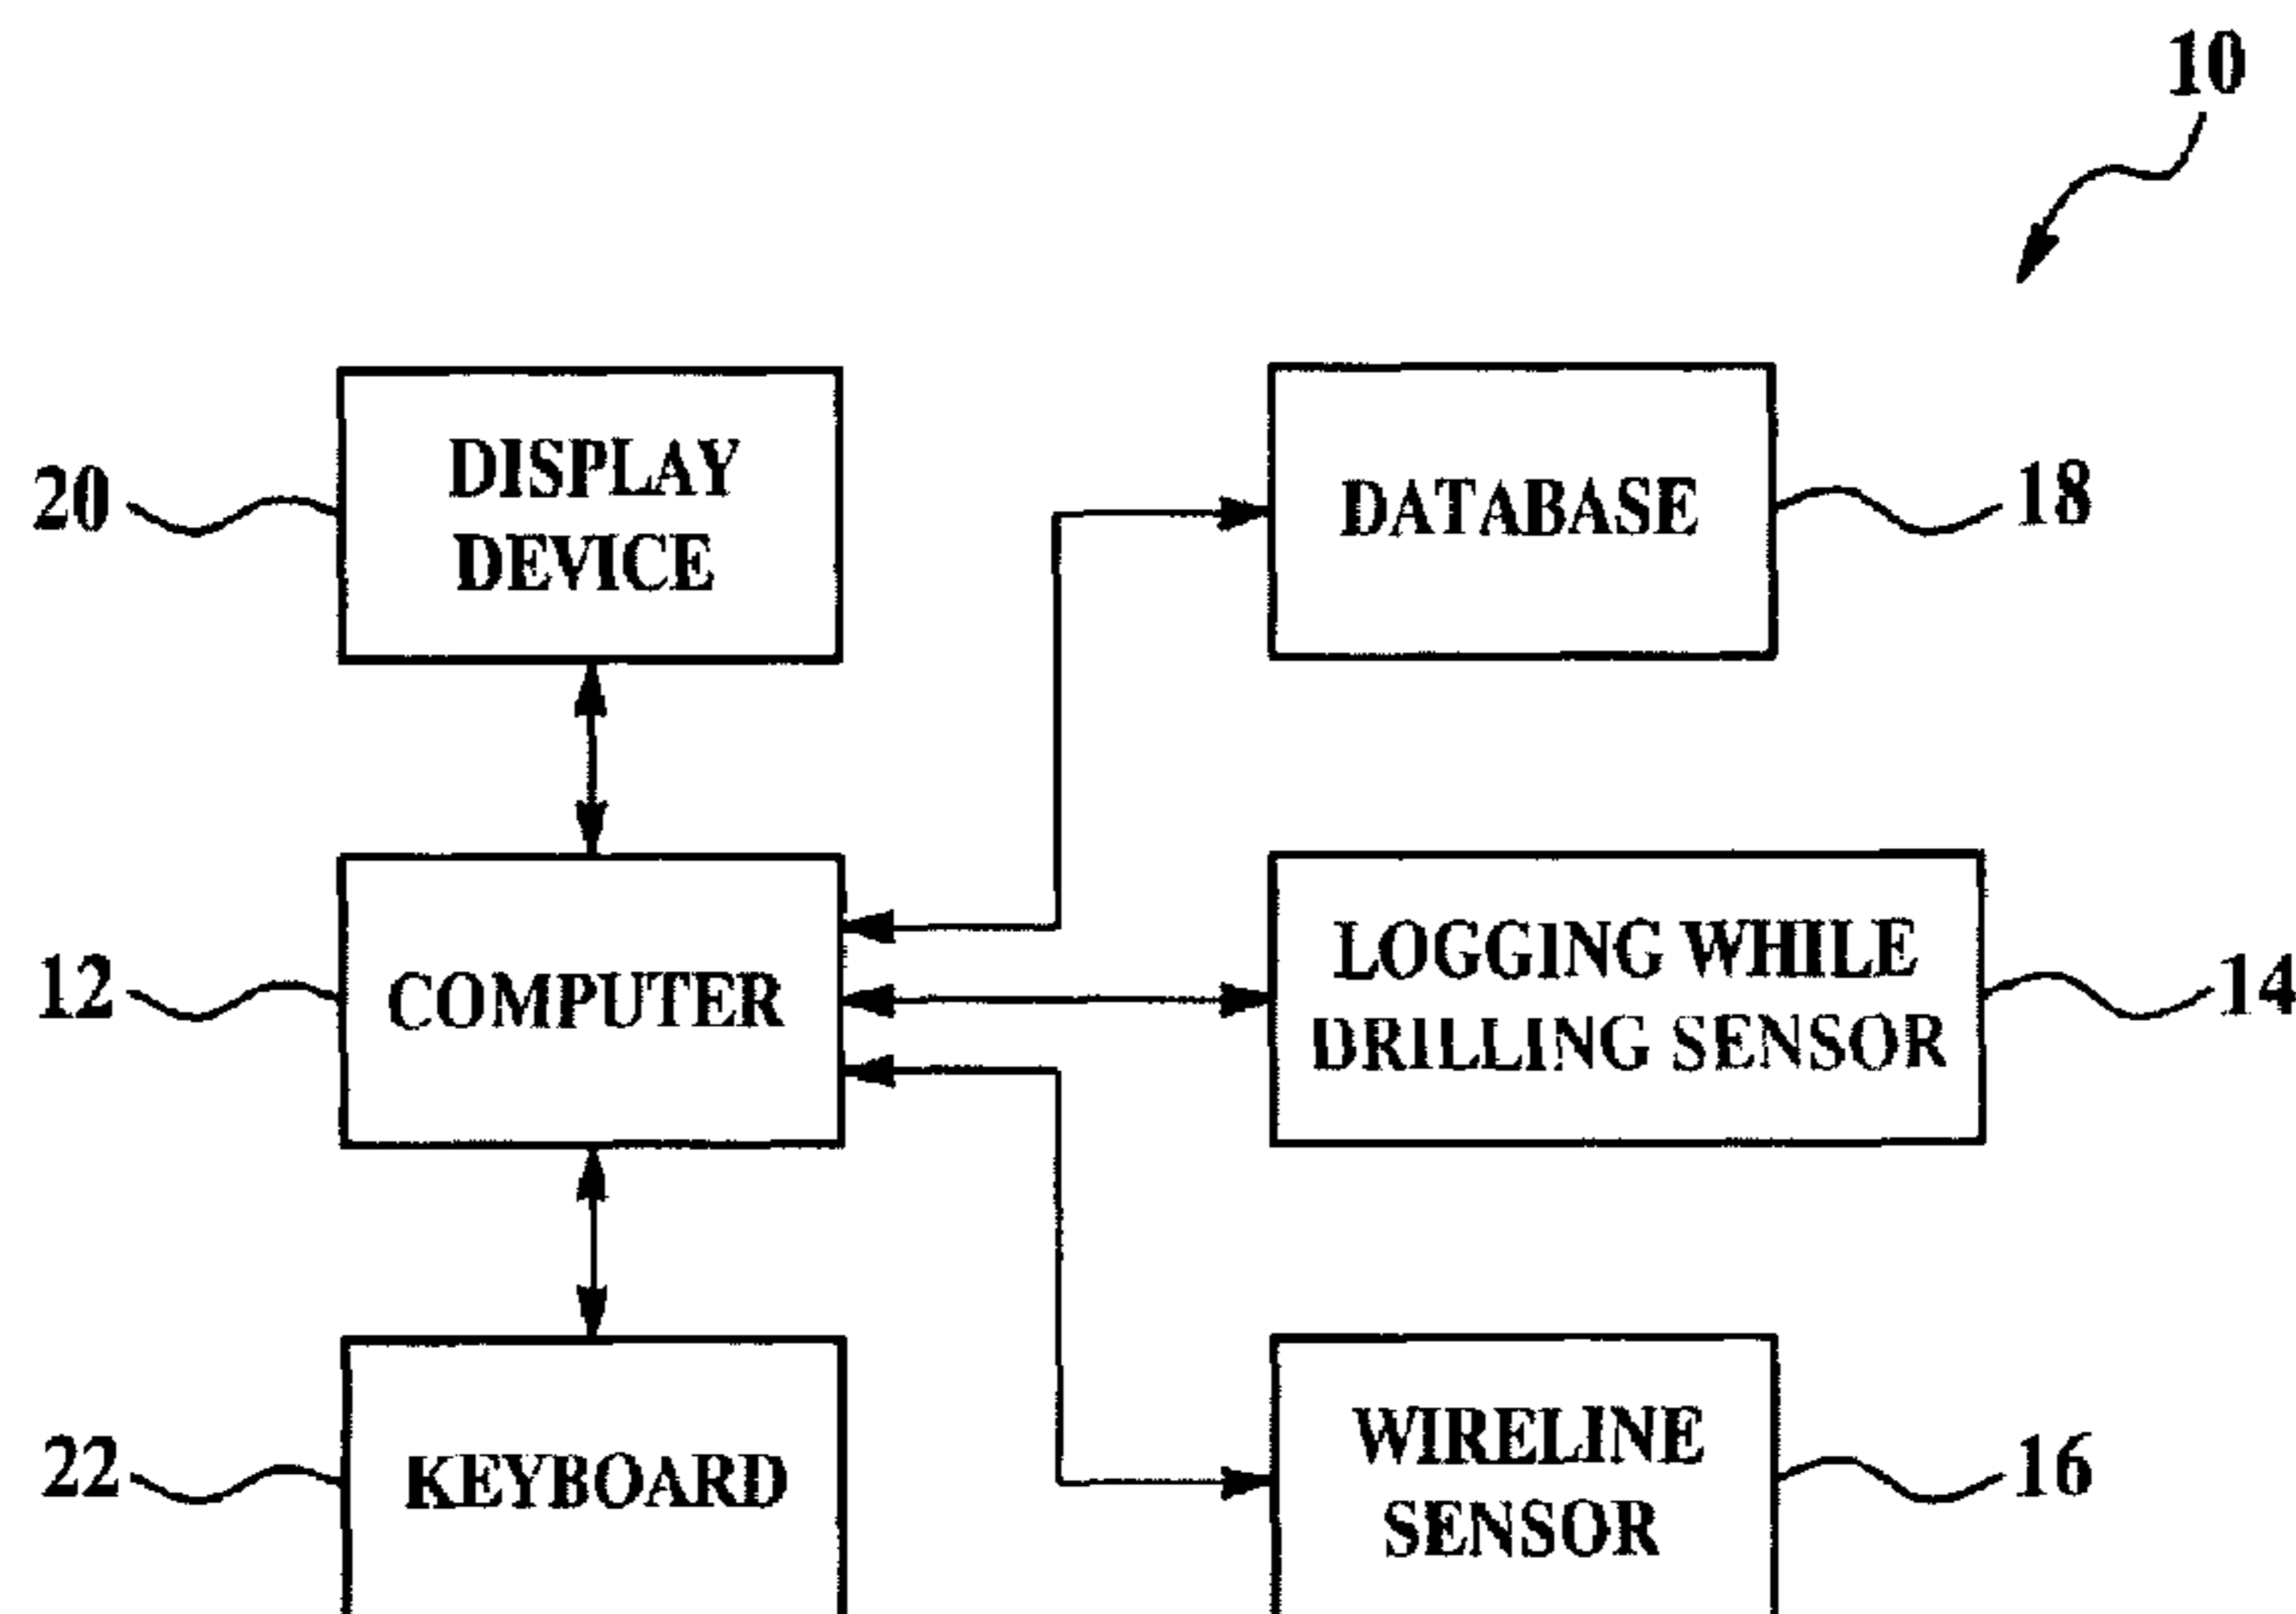 10
DISPLAY
DEVICE
20
DATABASE
18
COMPUTER
12
LOGGING WHILE
DRILLING SENSOR
14
KEYBOARD
22
WIRELINE
SENSOR
16